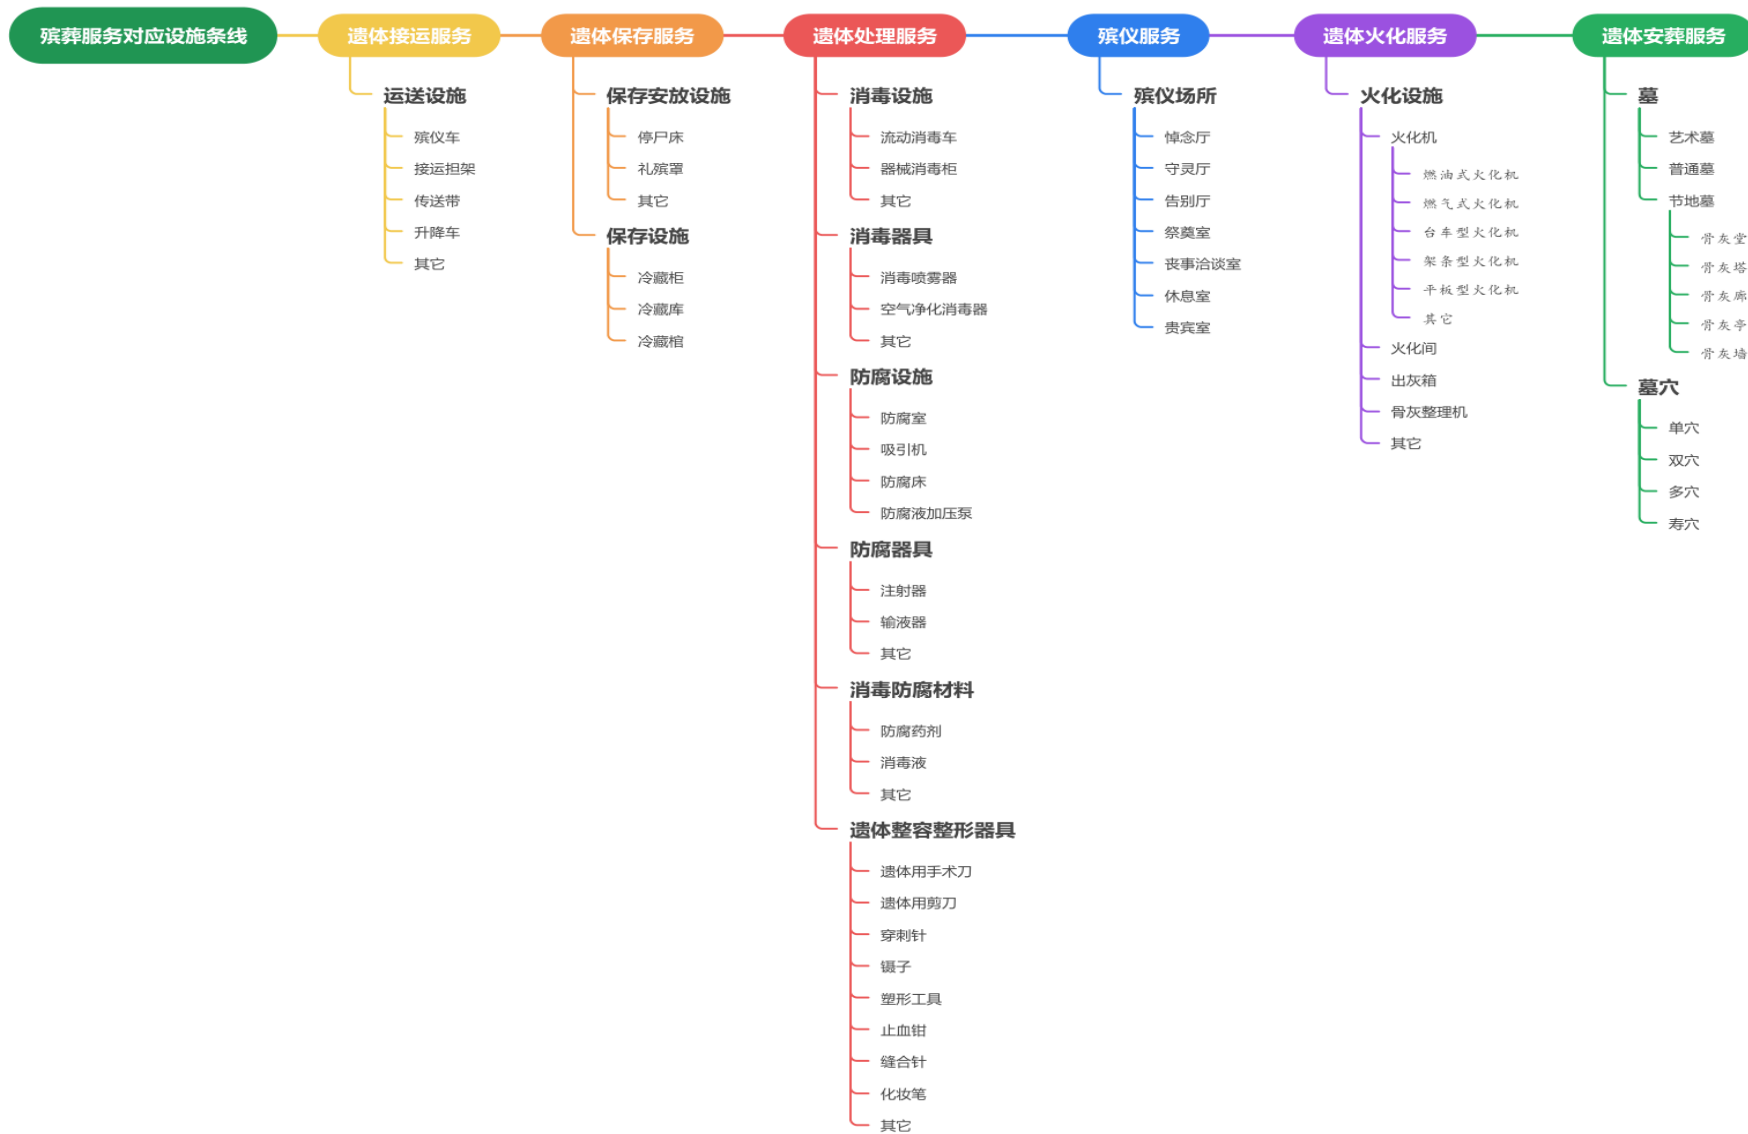 殡葬服务对应设施条线
遗体接运服务
运送设施
殡仪车
接运担架
传送带
升降车
其它
遗体保存服务
保存安放设施
停尸床
礼殡罩
其它
保存设施
冷藏柜
冷藏库
冷藏棺
遗体处理服务
消毒设施
流动消毒车
器械消毒柜
其它
消毒器具
消毒喷雾器
空气净化消毒器
其它
防腐设施
防腐室
吸引机
防腐床
防腐液加压泵
防腐器具
注射器
输液器
其它
消毒防腐材料
防腐药剂
消毒液
其它
遗体整容整形器具
遗体用手术刀
遗体用剪刀
穿刺针
镊子
塑形工具
止血钳
缝合针
化妆笔
其它
殡仪服务
殡仪场所
悼念厅
守灵厅
告别厅
祭奠室
丧事洽谈室
休息室
贵宾室
遗体火化服务
火化设施
火化机
燃油式火化机
燃气式火化机
台车型火化机
架条型火化机
平板型火化机
其它
火化间
出灰箱
骨灰整理机
其它
遗体安葬服务
墓
艺术墓
普通墓
节地墓
骨灰堂
骨灰塔
骨灰廊
骨灰亭
骨灰墙
墓穴
单穴
双穴
多穴
寿穴